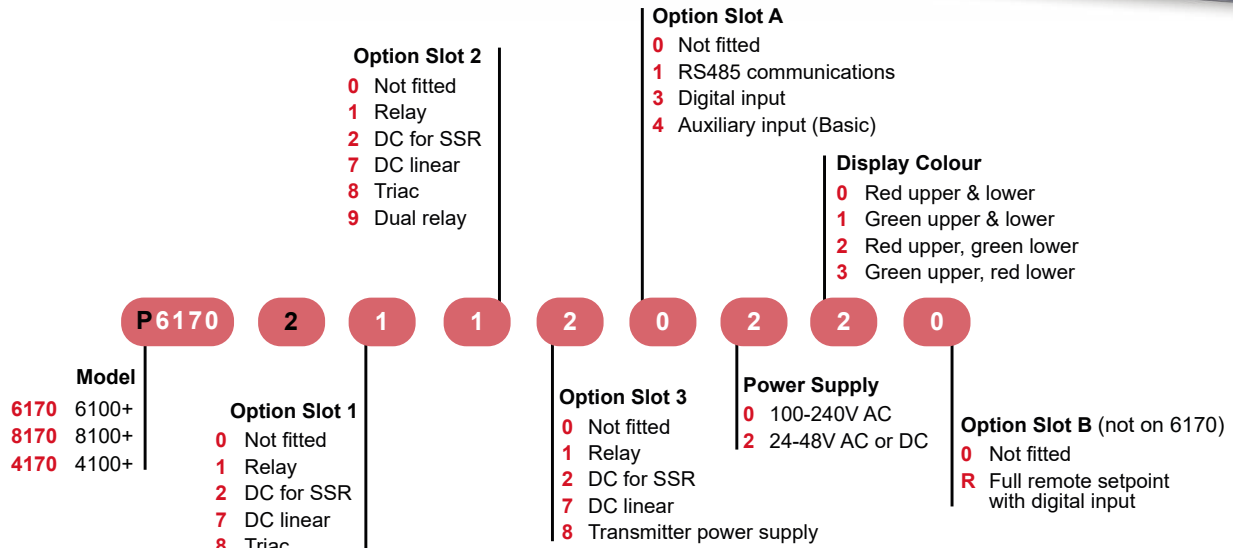 Option Slot A
0 Not fitted
1 RS485 communications
3 Digital input
4 Auxiliary input (Basic)
Option Slot 2
0 Not fitted
1 Relay
2 DC for SSR
7 DC linear
8 Triac
9 Dual relay
Display Colour
0 Red upper & lower
1 Green upper & lower
2 Red upper, green lower
3 Green upper, red lower
P6170 2 1 1 2 0 2 2 0
Model
6170 6100+
8170 8100+
4170 4100+
Option Slot 1
0 Not fitted
1 Relay
2 DC for SSR
7 DC linear
8 Triac
Option Slot 3
0 Not fitted
1 Relay
2 DC for SSR
7 DC linear
8 Transmitter power supply
Power Supply
0 100-240V AC
2 24-48V AC or DC
Option Slot B (not on 6170)
0 Not fitted
R Full remote setpoint
with digital input